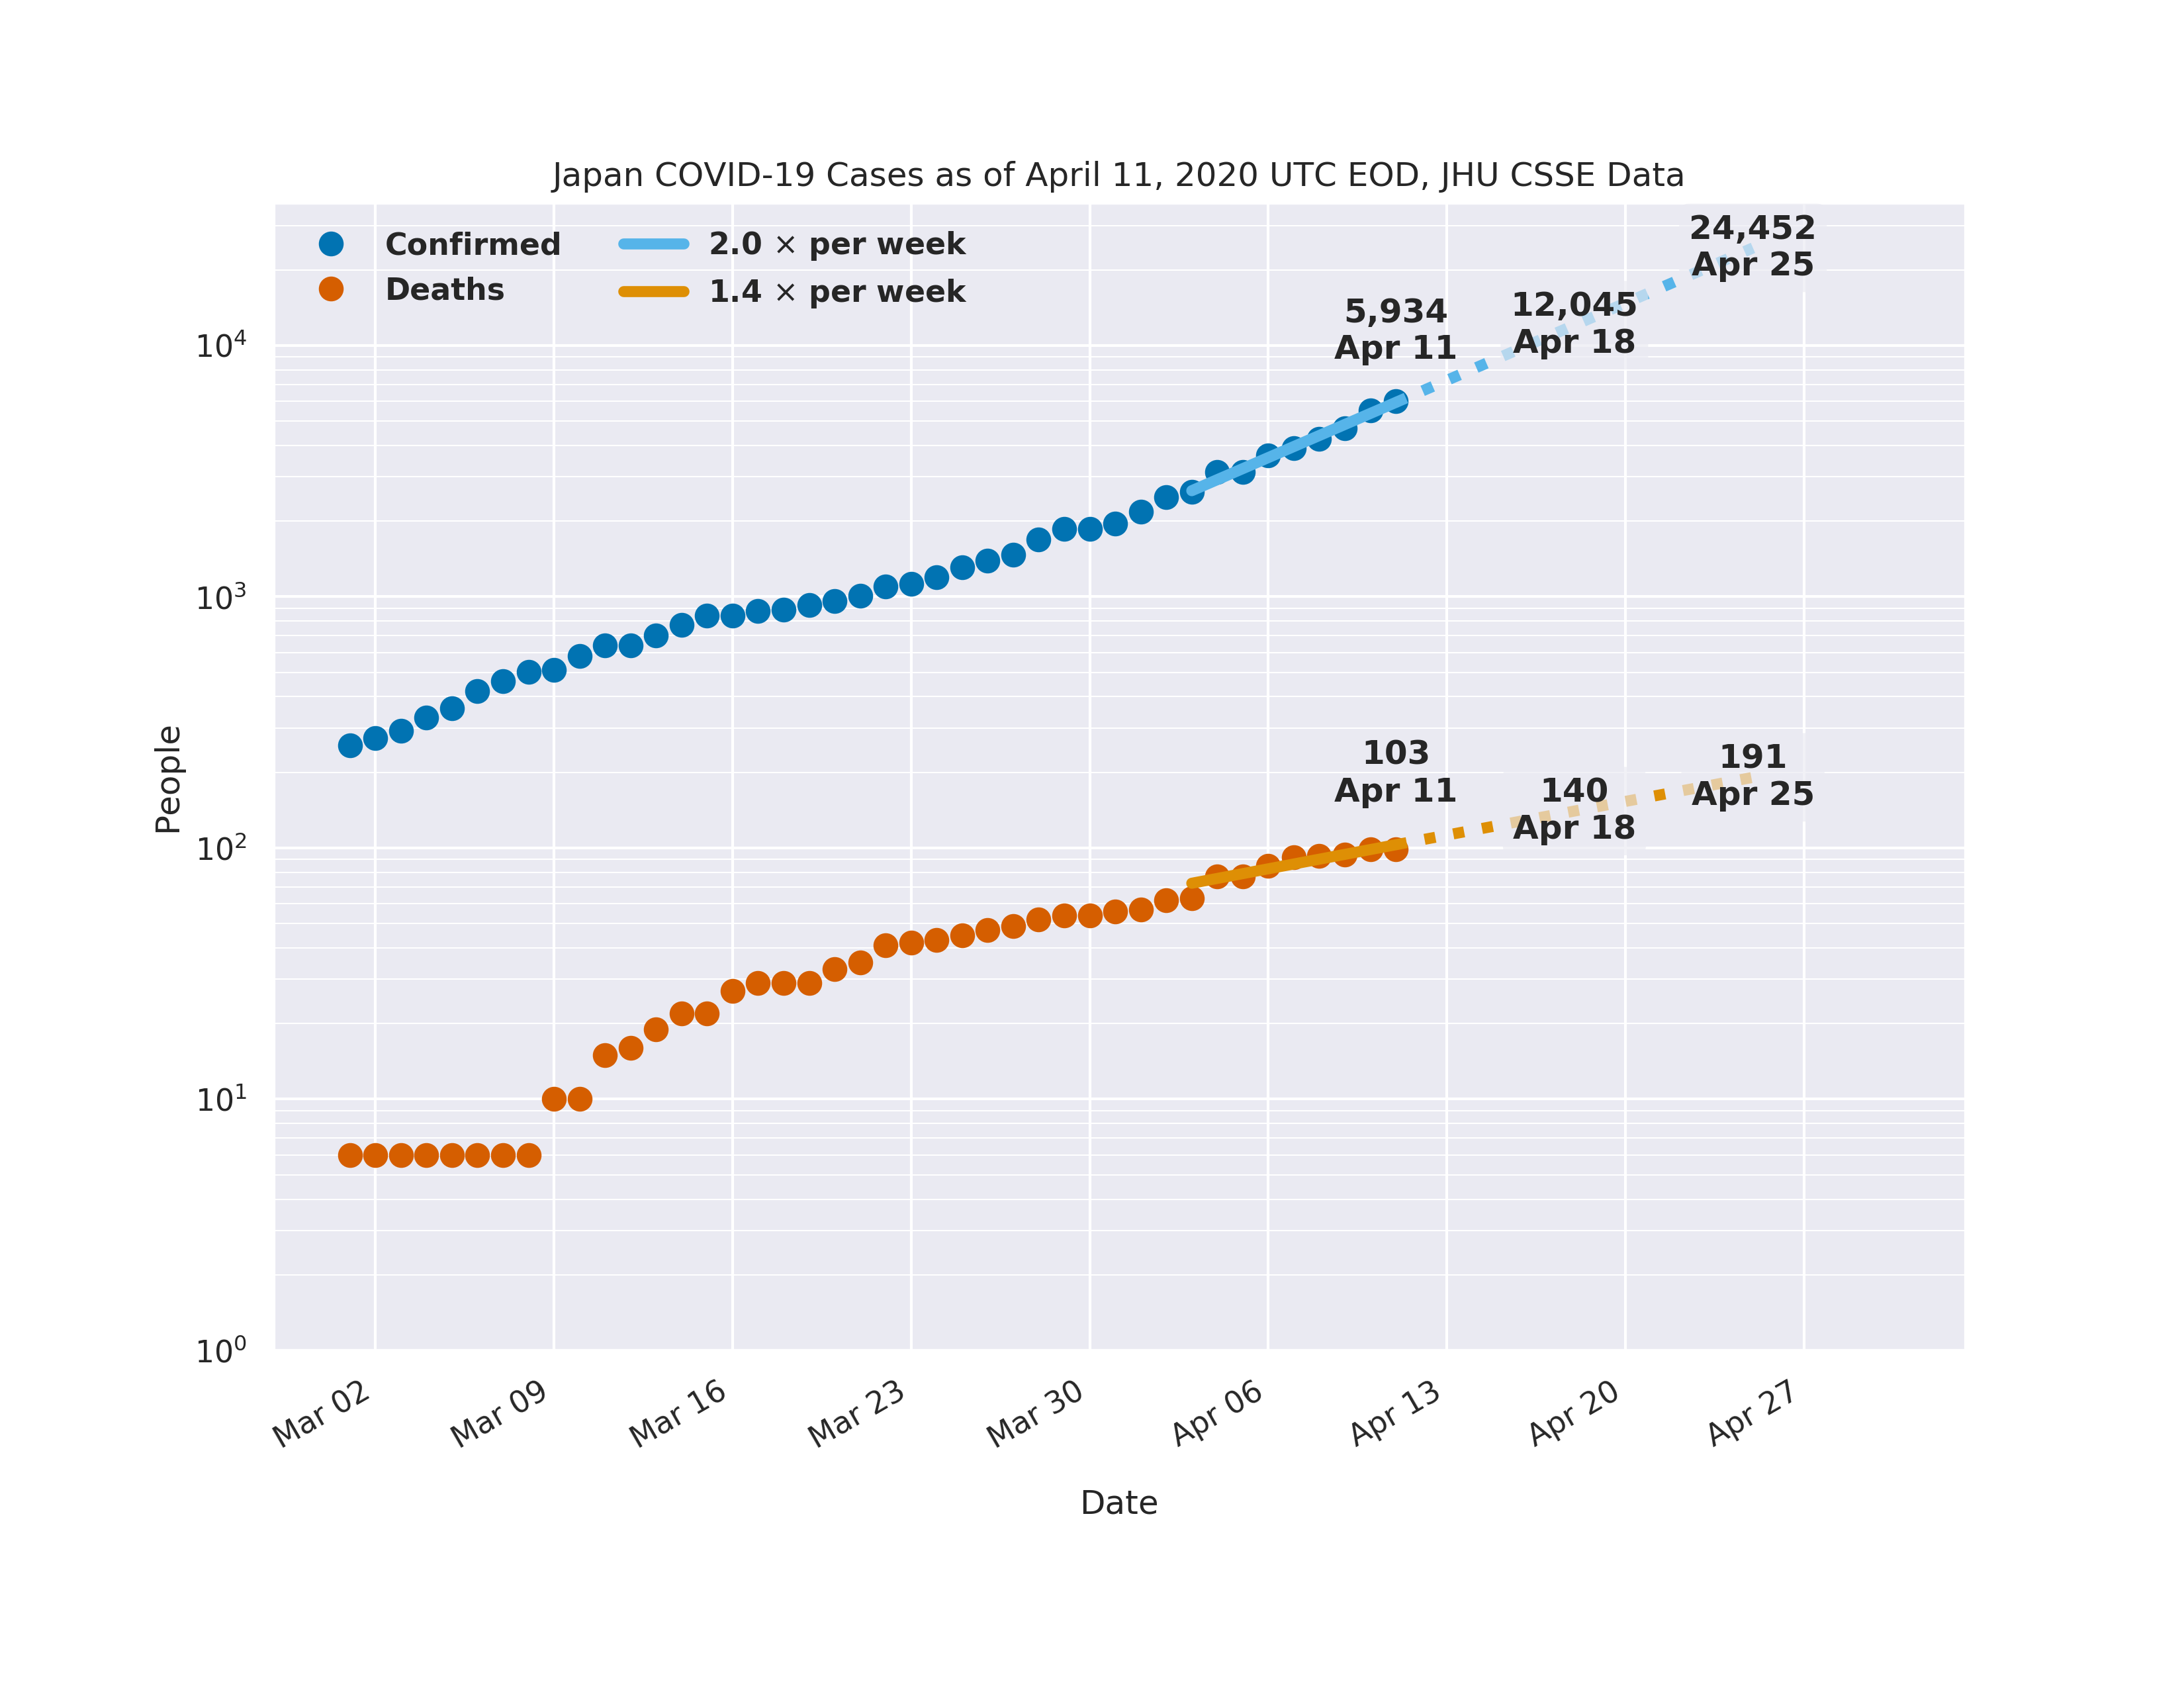 Japan COVID-19 Cases as of April 11, 2020 UTC EOD, JHU CSSE Data
Confirmed
Deaths
2.0 × per week
1.4 × per week
24,452
Apr 25
12,045
Apr 18
5,934
Apr 11
103
Apr 11
140
Apr 18
191
Apr 25
People
10⁴
10³
10²
10¹
10⁰
Mar 02
Mar 09
Mar 16
Mar 23
Mar 30
Apr 06
Apr 13
Apr 20
Apr 27
Date